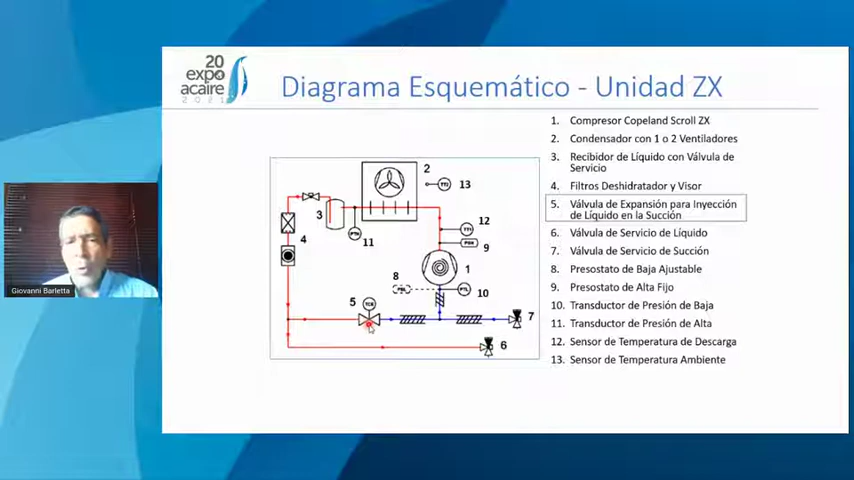 20
expo
acaire
2021
Diagrama Esquemático - Unidad ZX
1. Compresor Copeland Scroll ZX
2. Condensador con 1 o 2 Ventiladores
3. Recibidor de Líquido con Válvula de
Servicio
4. Filtros Deshidratador y Visor
5. Válvula de Expansión para Inyección
de Líquido en la Succión
6. Válvula de Servicio de Líquido
7. Válvula de Servicio de Succión
8. Presostato de Baja Ajustable
9. Presostato de Alta Fijo
10. Transductor de Presión de Baja
11. Transductor de Presión de Alta
12. Sensor de Temperatura de Descarga
13. Sensor de Temperatura Ambiente
2
13
3
12
11
9
4
1
8
10
5
7
6
Giovanni Barletta